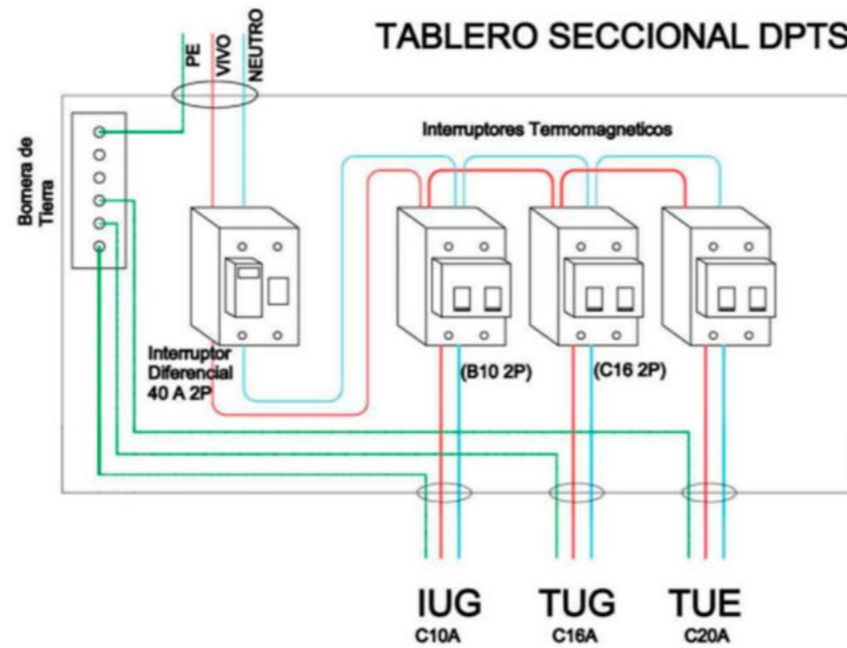 TABLERO SECCIONAL DPTS
PE
VIVO
NEUTRO
Interruptores Termomagneticos
Bornera de
Tierra
Interruptor
Diferencial
40 A 2P
(B10 2P)
(C16 2P)
IUG
TUG
TUE
C10A
C16A
C20A